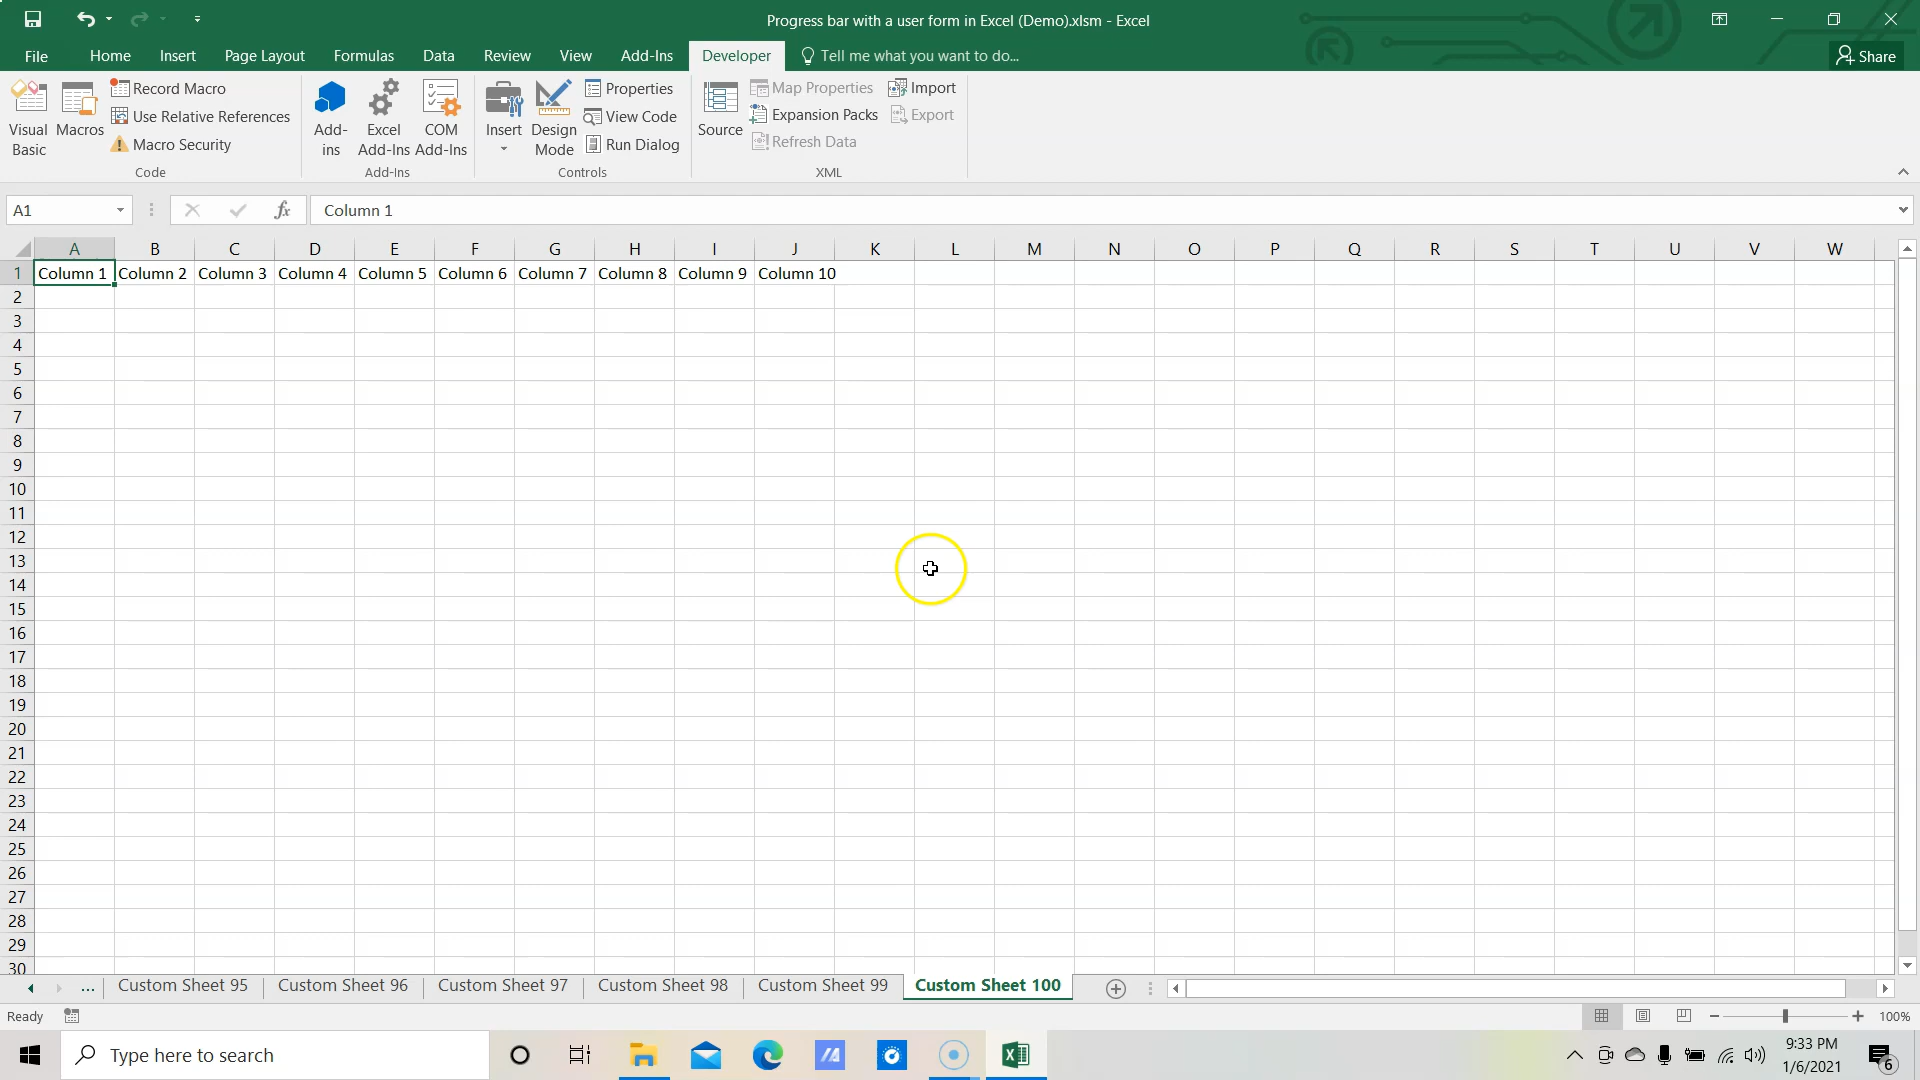 Progress bar with a user form in Excel (Demo).xlsm - Excel
File Home Insert Page Layout Formulas Data Review View Add-Ins Developer Tell me what you want to do... Share
Visual Basic
Macros
Record Macro
Use Relative References
Macro Security
Code
Add-ins
Excel Add-Ins
COM Add-Ins
Add-Ins
Insert
Design Mode
Properties
View Code
Run Dialog
Controls
Source
Map Properties
Expansion Packs
Refresh Data
Import
Export
XML
A1 fx Column 1
A B C D E F G H I J K L M N O P Q R S T U V W
1 Column 1 Column 2 Column 3 Column 4 Column 5 Column 6 Column 7 Column 8 Column 9 Column 10
2
3
4
5
6
7
8
9
10
11
12
13
14
15
16
17
18
19
20
21
22
23
24
25
26
27
28
29
30
... Custom Sheet 95 Custom Sheet 96 Custom Sheet 97 Custom Sheet 98 Custom Sheet 99 Custom Sheet 100
Ready 100%
Type here to search
9:33 PM
1/6/2021
6